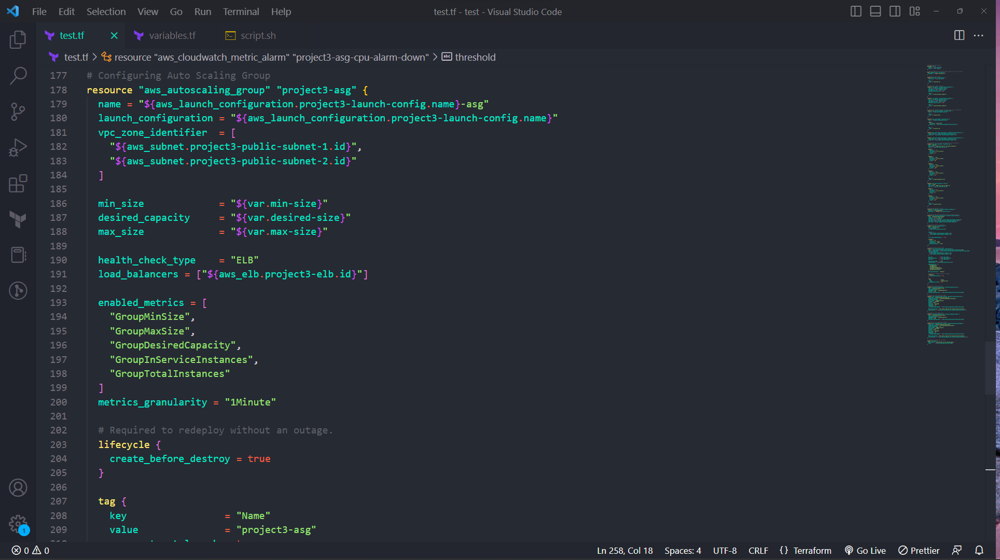 File Edit Selection View Go Run Terminal Help test.tf - test - Visual Studio Code
test.tf variables.tf script.sh
test.tf > resource "aws_cloudwatch_metric_alarm" "project3-asg-cpu-alarm-down" > threshold
177 # Configuring Auto Scaling Group
178 resource "aws_autoscaling_group" "project3-asg" {
179 name = "${aws_launch_configuration.project3-launch-config.name}-asg"
180 launch_configuration = "${aws_launch_configuration.project3-launch-config.name}"
181 vpc_zone_identifier = [
182 "${aws_subnet.project3-public-subnet-1.id}",
183 "${aws_subnet.project3-public-subnet-2.id}"
184 ]
185
186 min_size = "${var.min-size}"
187 desired_capacity = "${var.desired-size}"
188 max_size = "${var.max-size}"
189
190 health_check_type = "ELB"
191 load_balancers = ["${aws_elb.project3-elb.id}"]
192
193 enabled_metrics = [
194 "GroupMinSize",
195 "GroupMaxSize",
196 "GroupDesiredCapacity",
197 "GroupInServiceInstances",
198 "GroupTotalInstances"
199 ]
200 metrics_granularity = "1Minute"
201
202 # Required to redeploy without an outage.
203 lifecycle {
204 create_before_destroy = true
205 }
206
207 tag {
208 key = "Name"
209 value = "project3-asg"
1
0 0 Ln 258, Col 18 Spaces: 4 UTF-8 CRLF {} Terraform Go Live Prettier